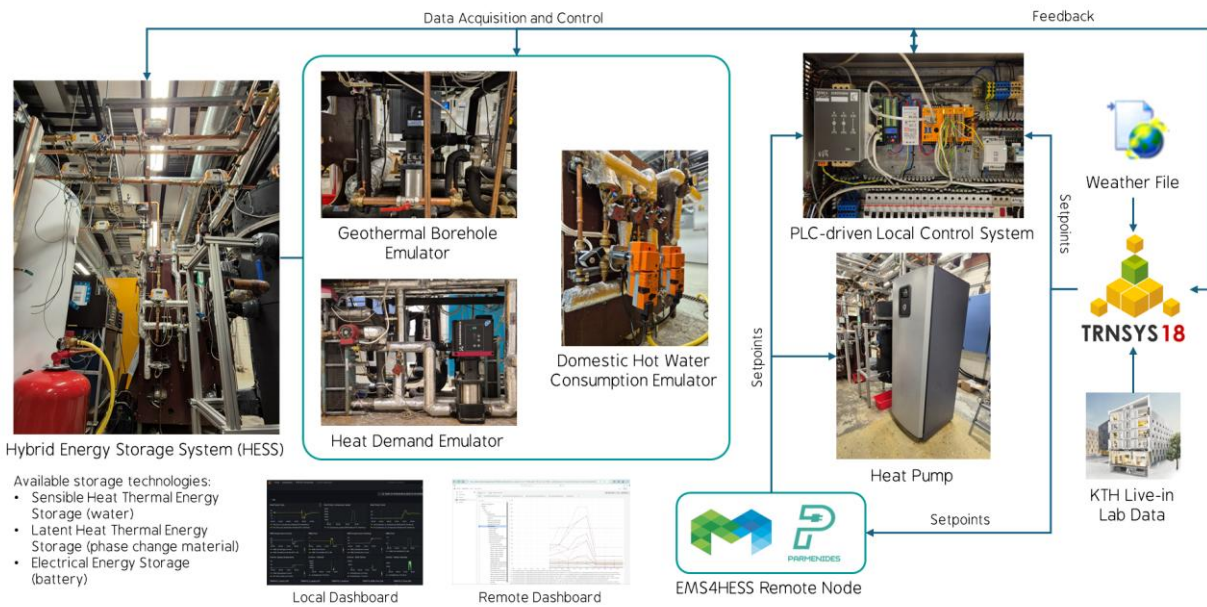 Data Acquisition and Control
Feedback
Geothermal Borehole
Emulator
Heat Demand Emulator
Domestic Hot Water
Consumption Emulator
Hybrid Energy Storage System (HESS)
Available storage technologies:
• Sensible Heat Thermal Energy
Storage (water)
• Latent Heat Thermal Energy
Storage (phase change material)
• Electrical Energy Storage
(battery)
Local Dashboard
Remote Dashboard
PLC-driven Local Control System
Setpoints
Setpoints
Heat Pump
Weather File
TRNSYS 18
KTH Live-in
Lab Data
Setpoints
PARMENIDES
EMS4HESS Remote Node